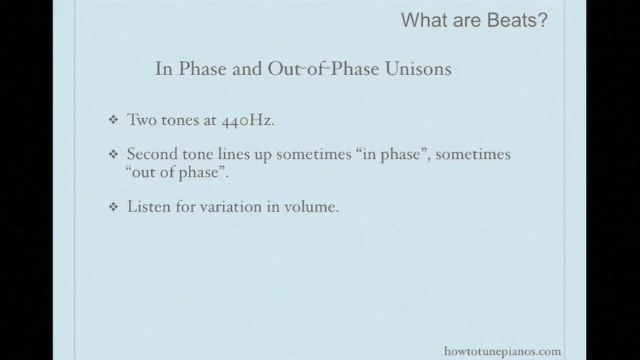 What are Beats?
In Phase and Out-of-Phase Unisons
❖ Two tones at 440Hz.
❖ Second tone lines up sometimes “in phase”, sometimes
“out of phase”.
❖ Listen for variation in volume.
howtotunepianos.com